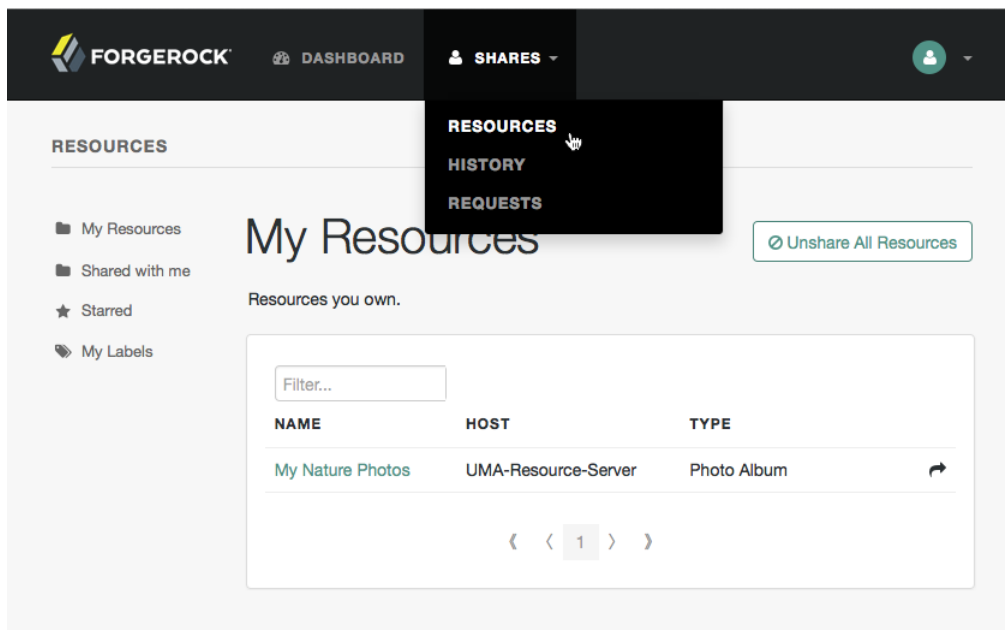 FORGEROCK DASHBOARD SHARES
RESOURCES
HISTORY
REQUESTS
RESOURCES
My Resources
Shared with me
Starred
My Labels
My Resources
Unshare All Resources
Resources you own.
Filter...
NAME HOST TYPE
My Nature Photos UMA-Resource-Server Photo Album
1